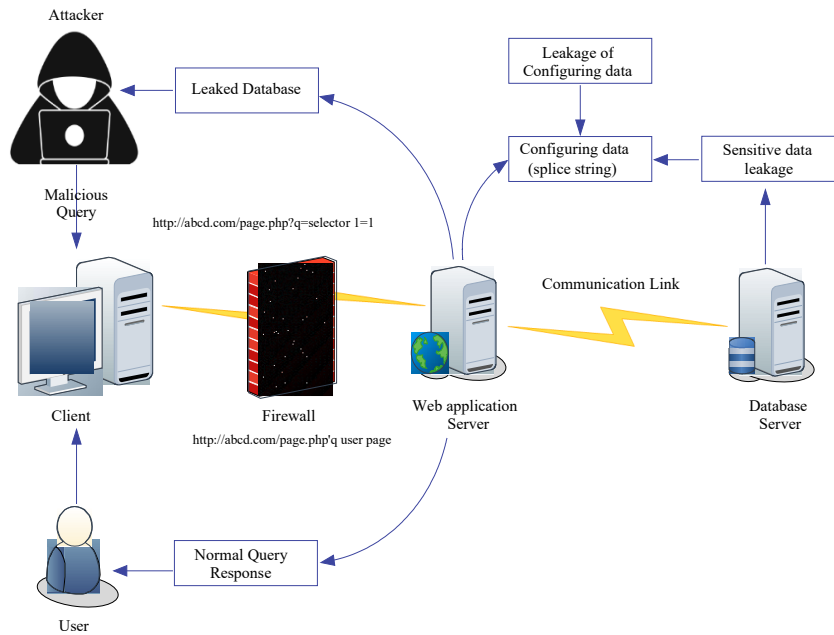 Attacker
Leaked Database
Leakage of
Configuring data
Configuring data
(splice string)
Sensitive data
leakage
Malicious
Query
http://abcd.com/page.php?q=selector 1=1
Communication Link
Client
Firewall
Web application
Server
Database
Server
http://abcd.com/page.php'q user page
Normal Query
Response
User